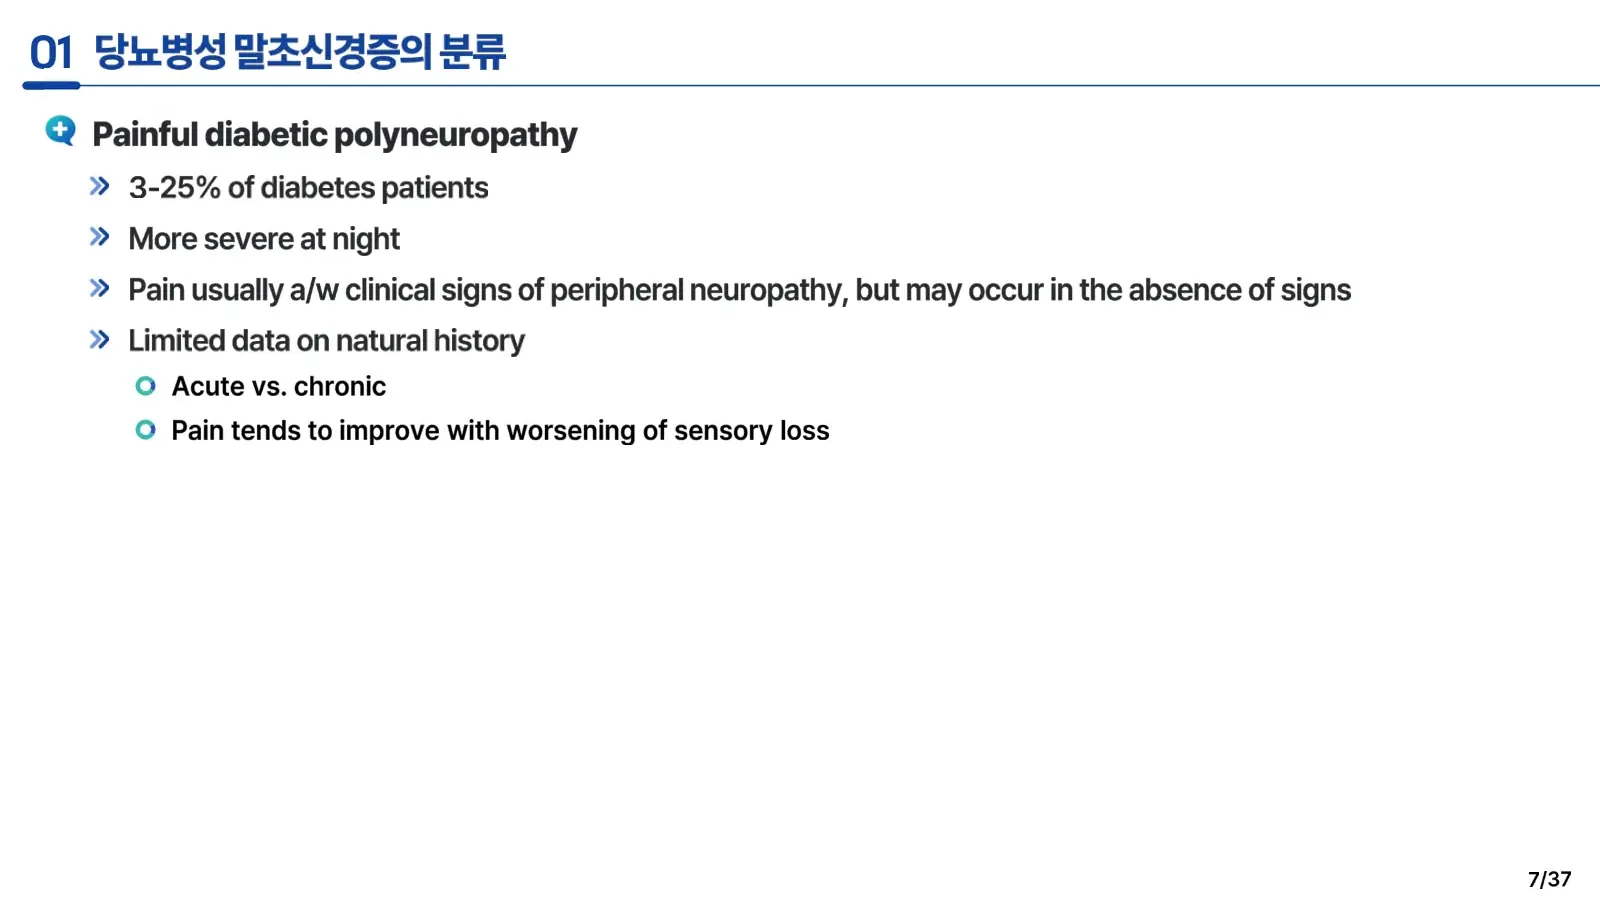 01 당뇨병성 말초신경증의 분류
Painful diabetic polyneuropathy
3-25% of diabetes patients
More severe at night
Pain usually a/w clinical signs of peripheral neuropathy, but may occur in the absence of signs
Limited data on natural history
Acute vs. chronic
Pain tends to improve with worsening of sensory loss
7/37